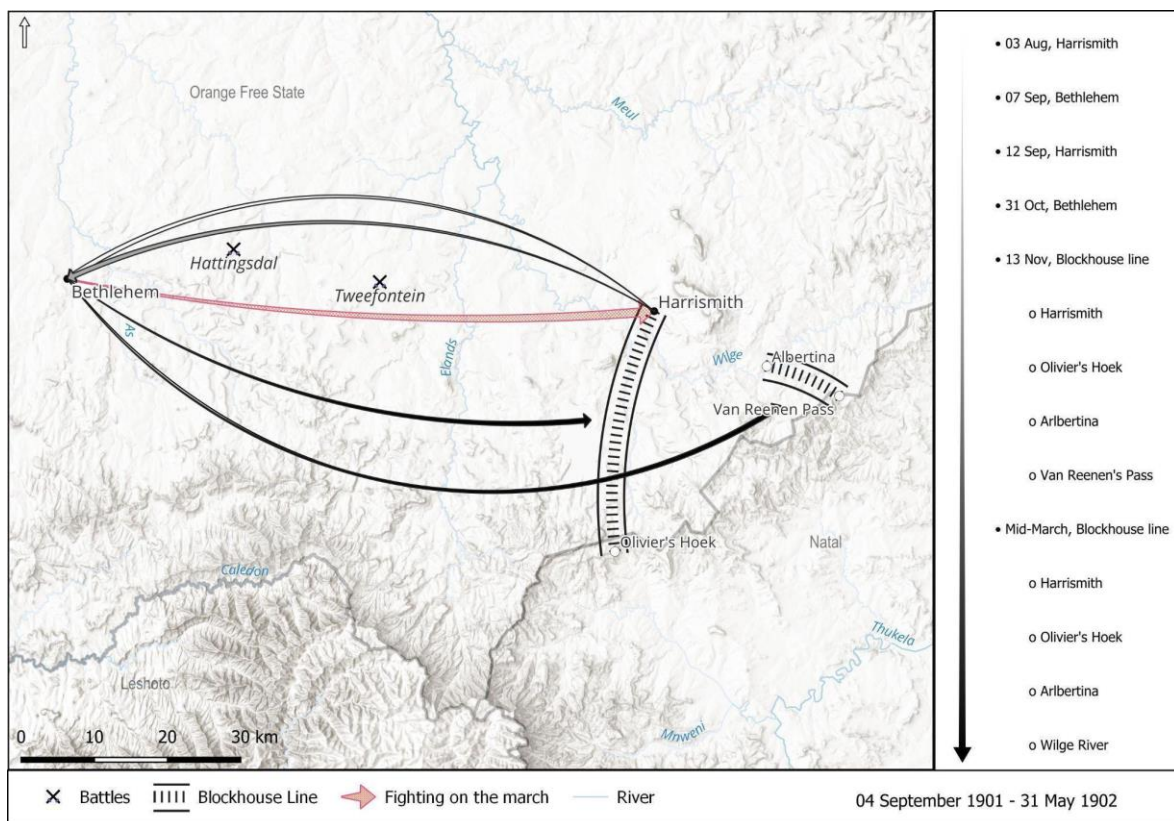 Orange Free State
Meul
Hattingsdal
Bethlehem
Tweefontein
Harrismith
As
Elands
Wilge
Albertina
Van Reenen Pass
Olivier's Hoek
Natal
Caledon
Leshoto
Thukela
Mnweni
0 10 20 30 km
• 03 Aug, Harrismith
• 07 Sep, Bethlehem
• 12 Sep, Harrismith
• 31 Oct, Bethlehem
• 13 Nov, Blockhouse line
o Harrismith
o Olivier's Hoek
o Arlbertina
o Van Reenen's Pass
• Mid-March, Blockhouse line
o Harrismith
o Olivier's Hoek
o Arlbertina
o Wilge River
Battles Blockhouse Line Fighting on the march River 04 September 1901 - 31 May 1902